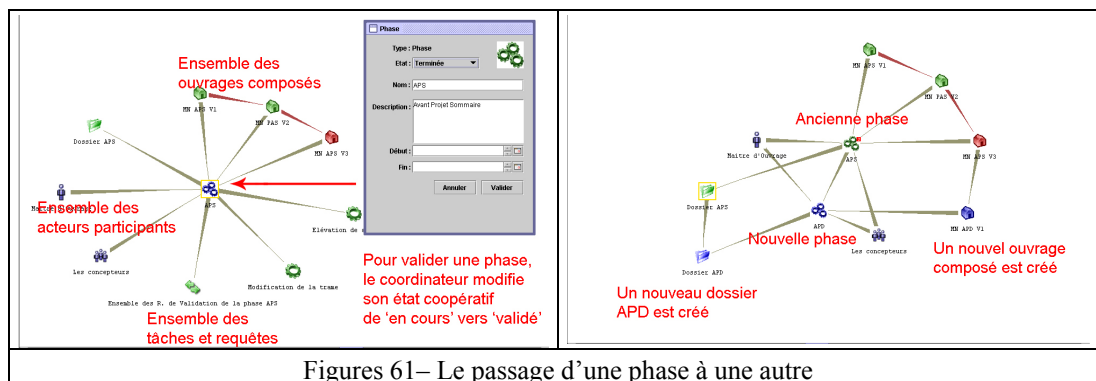 Ensemble des
ouvrages composés
MN APS V1
MN PAS V2
MN APS V3
Dossier APS
APS
Ensemble des
acteurs participants
Les concepteurs
Ensemble des R. de Validation de la phase APS
Modification de la trame
Elévation de
Ensemble des
tâches et requêtes
Phase
Type : Phase
Etat : Terminée
Nom : APS
Description : Avant Projet Sommaire
Début :
Fin :
Annuler Valider
Pour valider une phase,
le coordinateur modifie
son état coopératif
de ‘en cours’ vers ‘validé’
MN APS V1
MN PAS V2
Ancienne phase
Maitre d'Ouvrage
APS
MN APS V3
Dossier APS
APD
Nouvelle phase
Les concepteurs
MN APD V1
Dossier APD
Un nouvel ouvrage
composé est créé
Un nouveau dossier
APD est créé
Figures 61– Le passage d’une phase à une autre